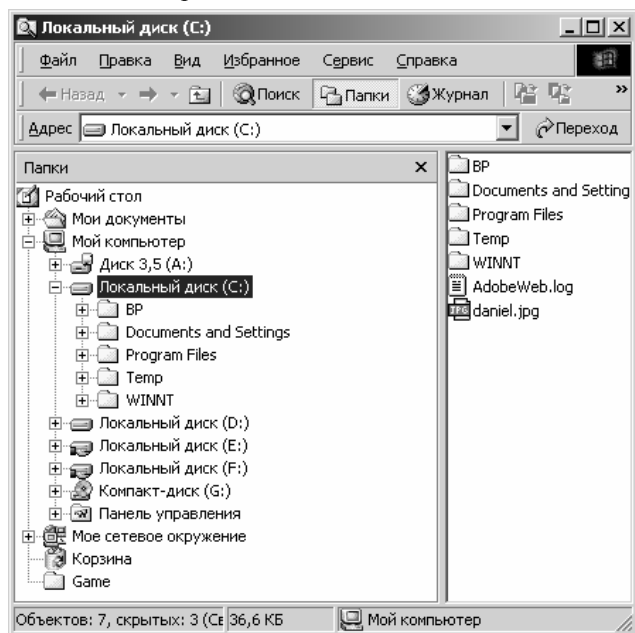 Локальный диск (C:)
Файл Правка Вид Избранное Сервис Справка
Назад Поиск Папки Журнал »
Адрес Локальный диск (C:) Переход
Папки
Рабочий стол
Мои документы
Мой компьютер
Диск 3,5 (A:)
Локальный диск (C:)
BP
Documents and Settings
Program Files
Temp
WINNT
Локальный диск (D:)
Локальный диск (E:)
Локальный диск (F:)
Компакт-диск (G:)
Панель управления
Мое сетевое окружение
Корзина
Game
BP
Documents and Setting
Program Files
Temp
WINNT
AdobeWeb.log
daniel.jpg
Объектов: 7, скрытых: 3 (Св 36,6 КБ Мой компьютер